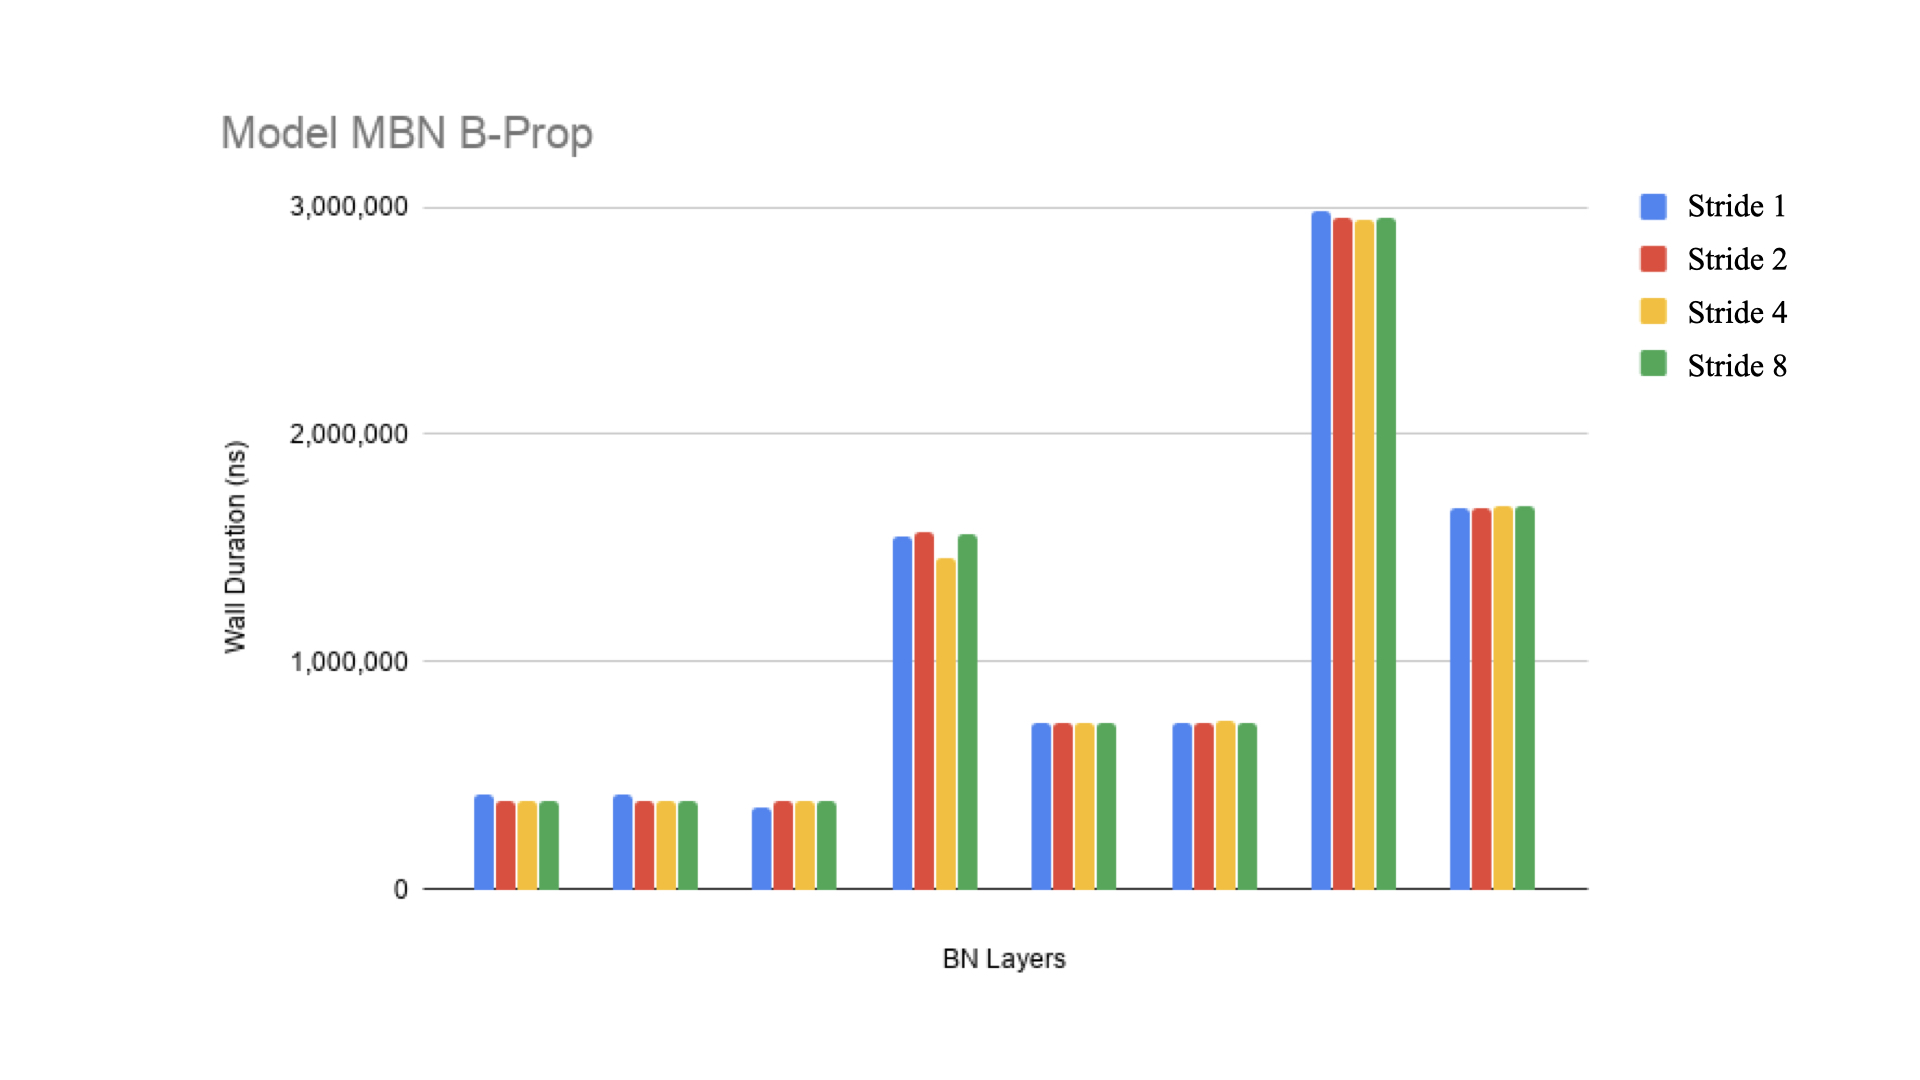 Model MBN B-Prop
3,000,000
2,000,000
1,000,000
0
Wall Duration (ns)
BN Layers
Stride 1
Stride 2
Stride 4
Stride 8